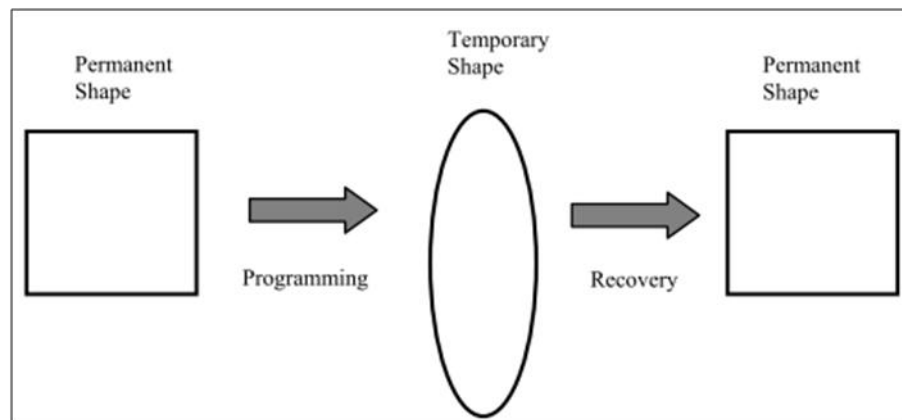 Permanent
Shape
Temporary
Shape
Permanent
Shape
Programming
Recovery